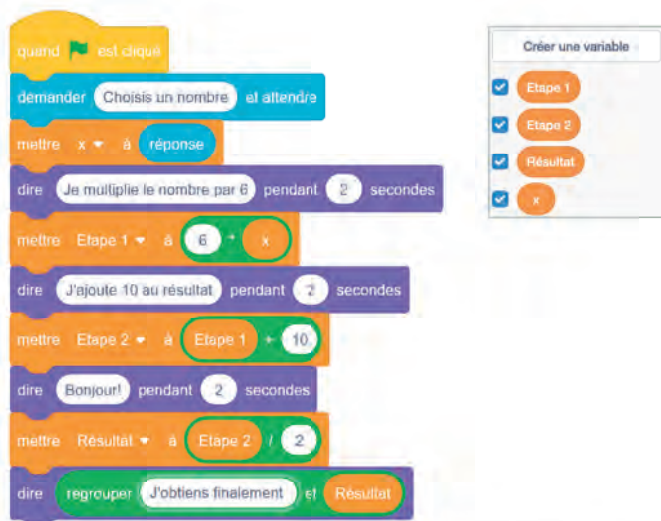 quand est cliqué
demander Choisis un nombre et attendre
mettre x à réponse
dire Je multiplie le nombre par 6 pendant 2 secondes
mettre Etape 1 à 6 * x
dire J'ajoute 10 au résultat pendant 2 secondes
mettre Etape 2 à Etape 1 + 10
dire Bonjour! pendant 2 secondes
mettre Résultat à Etape 2 / 2
dire regrouper J'obtiens finalement et Résultat
Créer une variable
Etape 1
Etape 2
Résultat
x